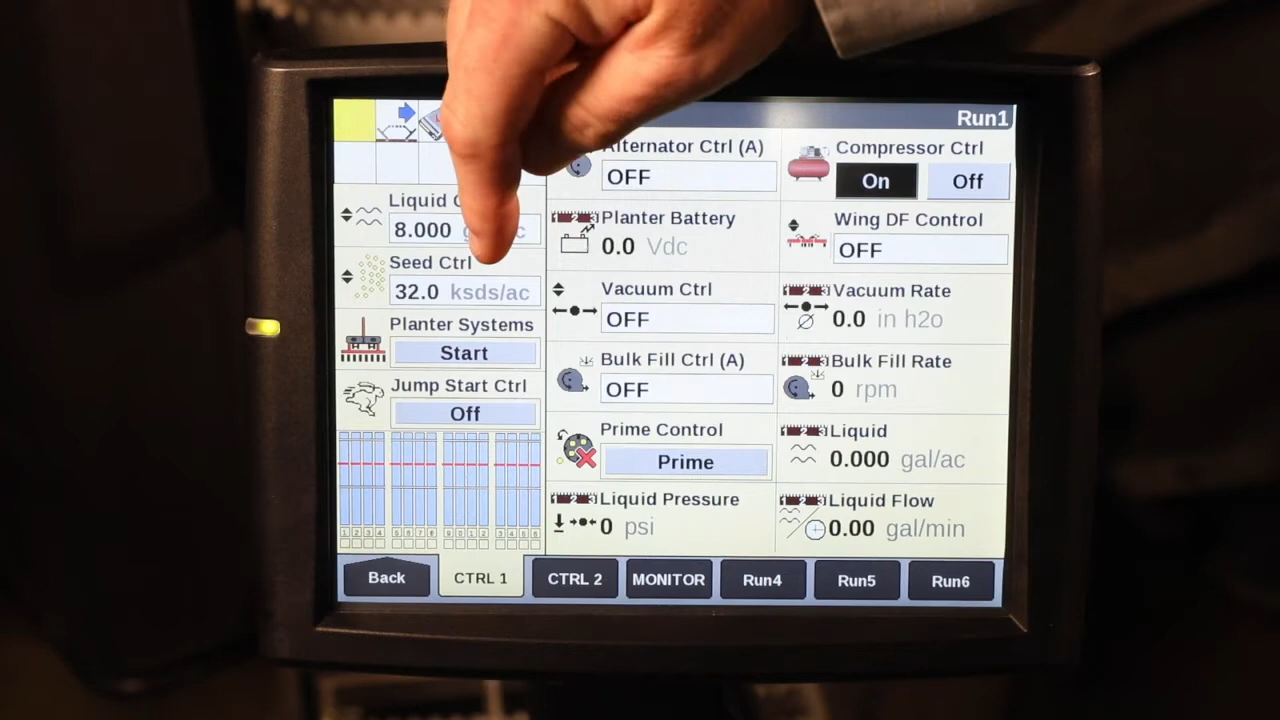 Run1
Liquid
8.000
Seed Ctrl
32.0 ksds/ac
Planter Systems
Start
Jump Start Ctrl
Off
Alternator Ctrl (A)
OFF
Planter Battery
0.0 Vdc
Vacuum Ctrl
OFF
Bulk Fill Ctrl (A)
OFF
Prime Control
Prime
Liquid Pressure
0 psi
Compressor Ctrl
On Off
Wing DF Control
OFF
Vacuum Rate
0.0 in h2o
Bulk Fill Rate
0 rpm
Liquid
0.000 gal/ac
Liquid Flow
0.00 gal/min
Back CTRL 1 CTRL 2 MONITOR Run4 Run5 Run6